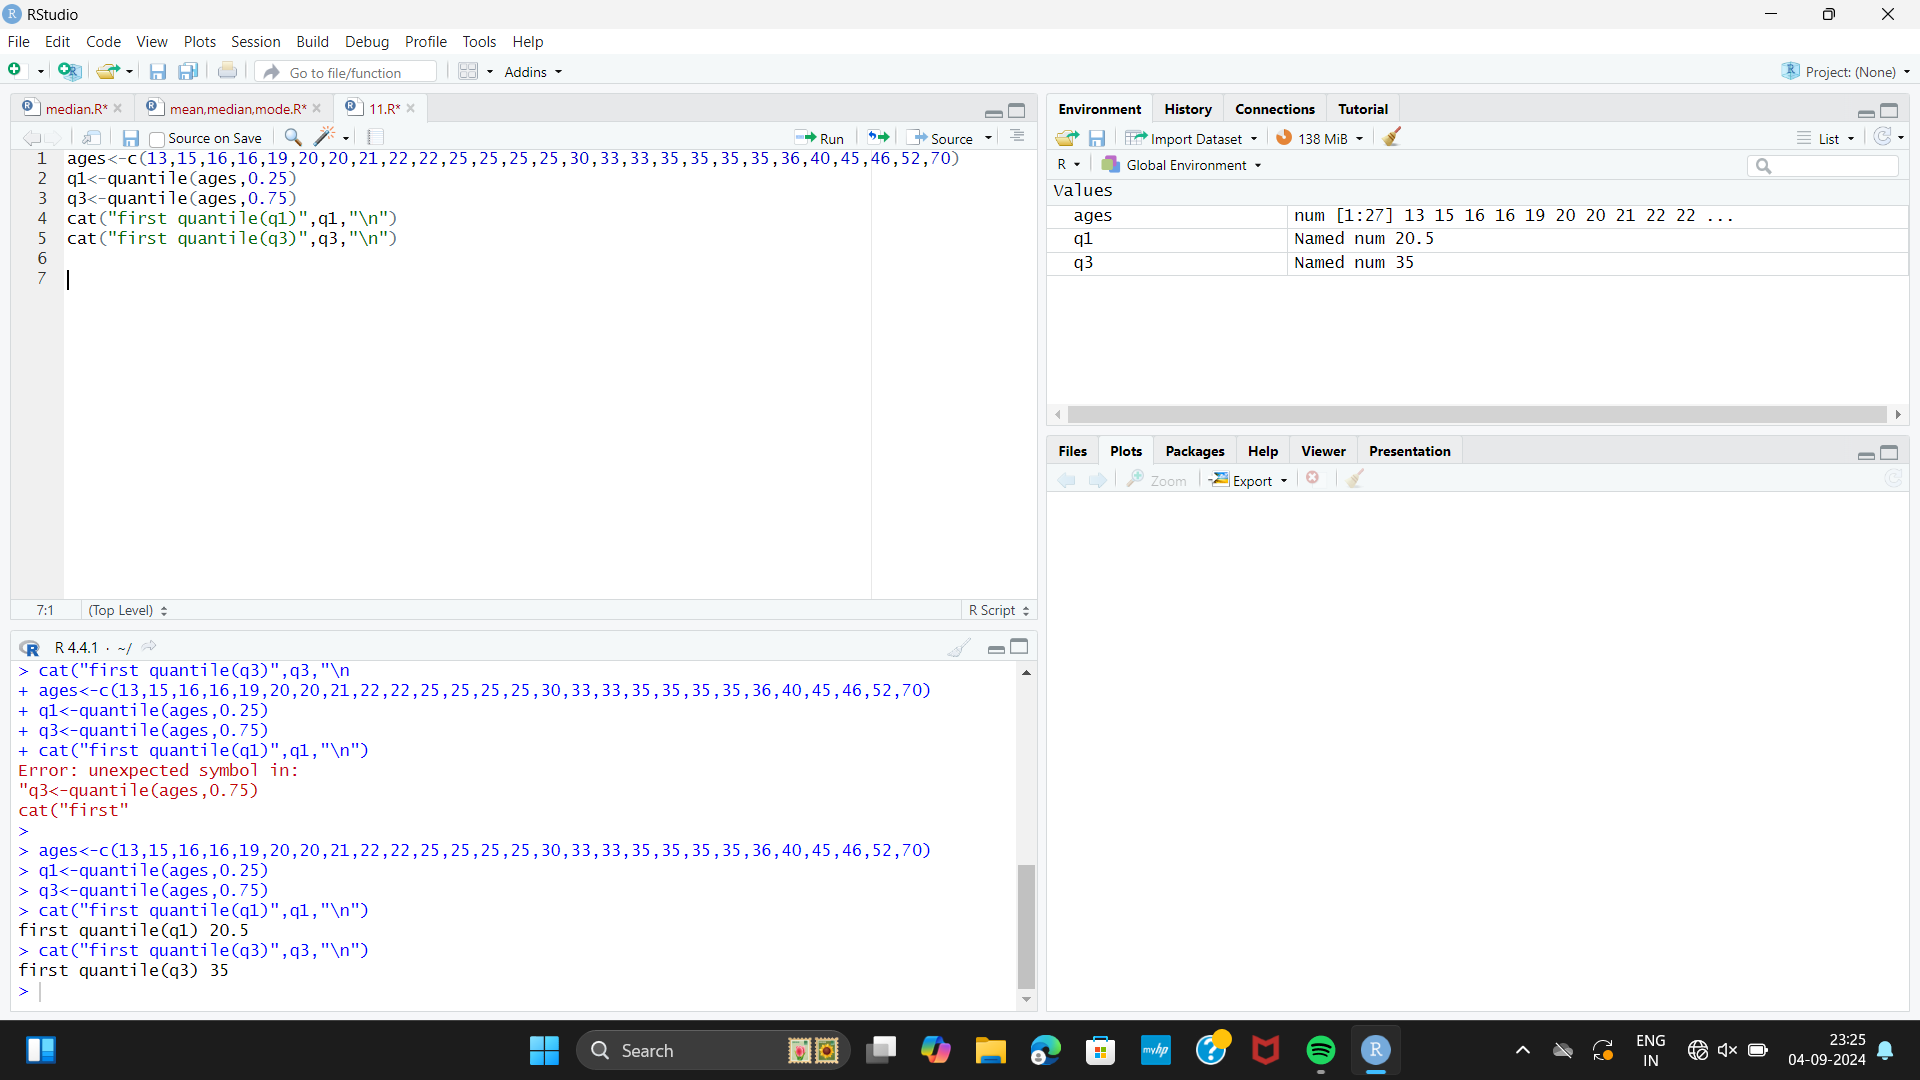 RStudio
File Edit Code View Plots Session Build Debug Profile Tools Help
Go to file/function Addins Project: (None)
median.R* mean,median,mode.R* 11.R*
Source on Save Run Source
1 ages<-c(13,15,16,16,19,20,20,21,22,22,25,25,25,25,30,33,33,35,35,35,35,36,40,45,46,52,70)
2 q1<-quantile(ages,0.25)
3 q3<-quantile(ages,0.75)
4 cat("first quantile(q1)",q1,"\n")
5 cat("first quantile(q3)",q3,"\n")
6
7
7:1 (Top Level) R Script
R 4.4.1 · ~/
> cat("first quantile(q3)",q3,"\n
+ ages<-c(13,15,16,16,19,20,20,21,22,22,25,25,25,25,30,33,33,35,35,35,35,36,40,45,46,52,70)
+ q1<-quantile(ages,0.25)
+ q3<-quantile(ages,0.75)
+ cat("first quantile(q1)",q1,"\n")
Error: unexpected symbol in:
"q3<-quantile(ages,0.75)
cat("first"
>
> ages<-c(13,15,16,16,19,20,20,21,22,22,25,25,25,25,30,33,33,35,35,35,35,36,40,45,46,52,70)
> q1<-quantile(ages,0.25)
> q3<-quantile(ages,0.75)
> cat("first quantile(q1)",q1,"\n")
first quantile(q1) 20.5
> cat("first quantile(q3)",q3,"\n")
first quantile(q3) 35
>
Environment History Connections Tutorial
Import Dataset 138 MiB List
R Global Environment
Values
ages num [1:27] 13 15 16 16 19 20 20 21 22 22 ...
q1 Named num 20.5
q3 Named num 35
Files Plots Packages Help Viewer Presentation
Zoom Export
Search
myhp
ENG
IN
23:25
04-09-2024